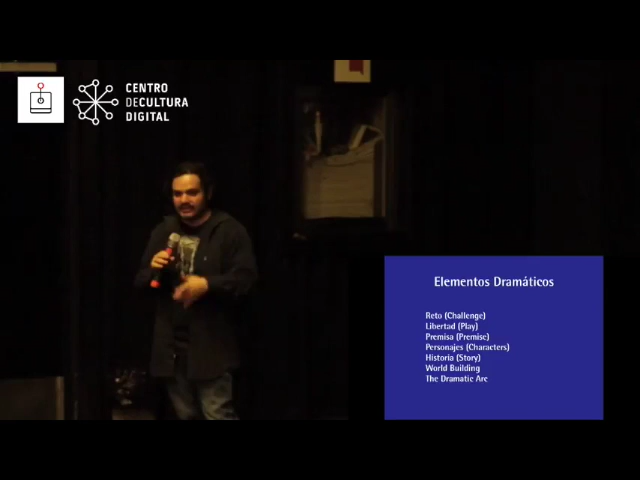 CENTRO
DECULTURA
DIGITAL
Elementos Dramáticos
Reto (Challenge)
Libertad (Play)
Premisa (Premise)
Personajes (Characters)
Historia (Story)
World Building
The Dramatic Arc